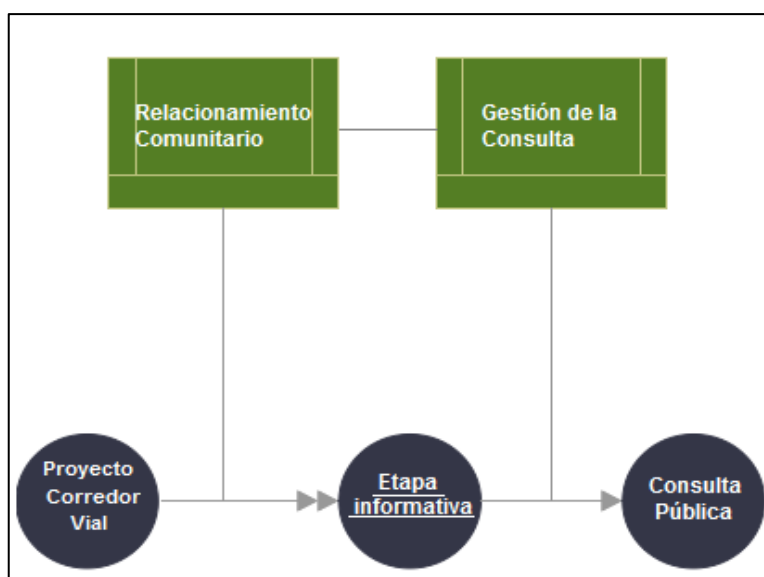 Relacionamiento
Comunitario
Gestión de la
Consulta
Proyecto
Corredor
Vial
Etapa
informativa
Consulta
Pública